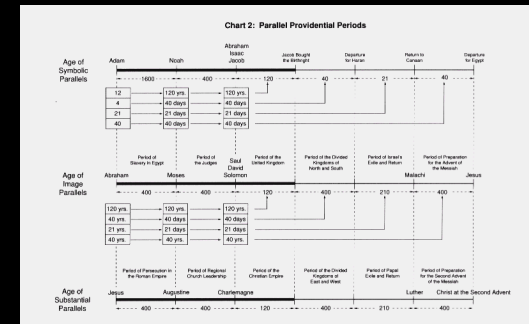 Chart 2: Parallel Providential Periods
Age of
Symbolic
Parallels
Adam
Noah
Abraham
Isaac
Jacob
Jacob Bought
the Birthright
Departure
for Haran
Return to
Canaan
Departure
for Egypt
1600
400
120
40
21
40
12
120 yrs.
120 yrs.
4
40 days
40 days
21
21 days
21 days
40
40 days
40 days
Age of
Image
Parallels
Period of
Slavery in Egypt
Period of
the Judges
Period of the
United Kingdom
Period of the Divided
Kingdoms of
North and South
Period of Israel's
Exile and Return
Period of Preparation
for the Advent of
the Messiah
Abraham
Moses
Saul
David
Solomon
Malachi
Jesus
400
400
120
400
210
400
120 yrs.
120 yrs.
120 yrs.
40 yrs.
40 days
40 days
21 yrs.
21 days
21 days
40 yrs.
40 yrs.
40 yrs.
Age of
Substantial
Parallels
Period of Persecution in
the Roman Empire
Period of Regional
Church Leadership
Period of the
Christian Empire
Period of the Divided
Kingdoms of
East and West
Period of Papal
Exile and Return
Period of Preparation
for the Second Advent
of the Messiah
Jesus
Augustine
Charlemagne
Luther
Christ at the Second Advent
400
400
120
400
210
400